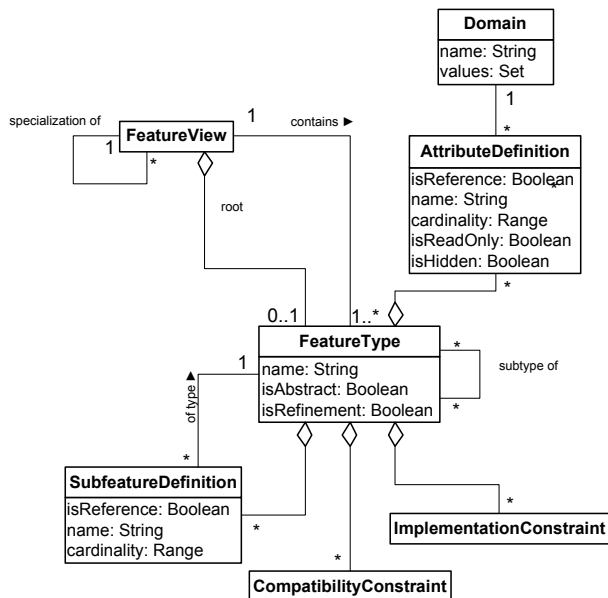 Domain
name: String
values: Set
1
*
specialization of
1
*
FeatureView
1
contains ►
AttributeDefinition
isReference: Boolean
*
name: String
cardinality: Range
isReadOnly: Boolean
isHidden: Boolean
root
*
0..1
1..*
FeatureType
name: String
isAbstract: Boolean
isRefinement: Boolean
*
*
subtype of
1
of type ►
*
SubfeatureDefinition
isReference: Boolean
name: String
cardinality: Range
*
*
ImplementationConstraint
*
CompatibilityConstraint